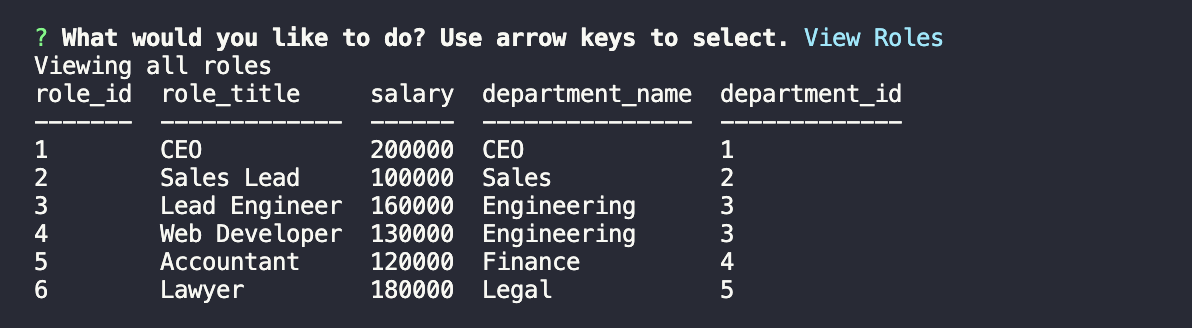 ? What would you like to do? Use arrow keys to select. View Roles
Viewing all roles
role_id  role_title     salary  department_name  department_id
-------  -------------  ------  ---------------  -------------
1        CEO            200000  CEO              1
2        Sales Lead     100000  Sales            2
3        Lead Engineer  160000  Engineering      3
4        Web Developer  130000  Engineering      3
5        Accountant     120000  Finance          4
6        Lawyer         180000  Legal            5